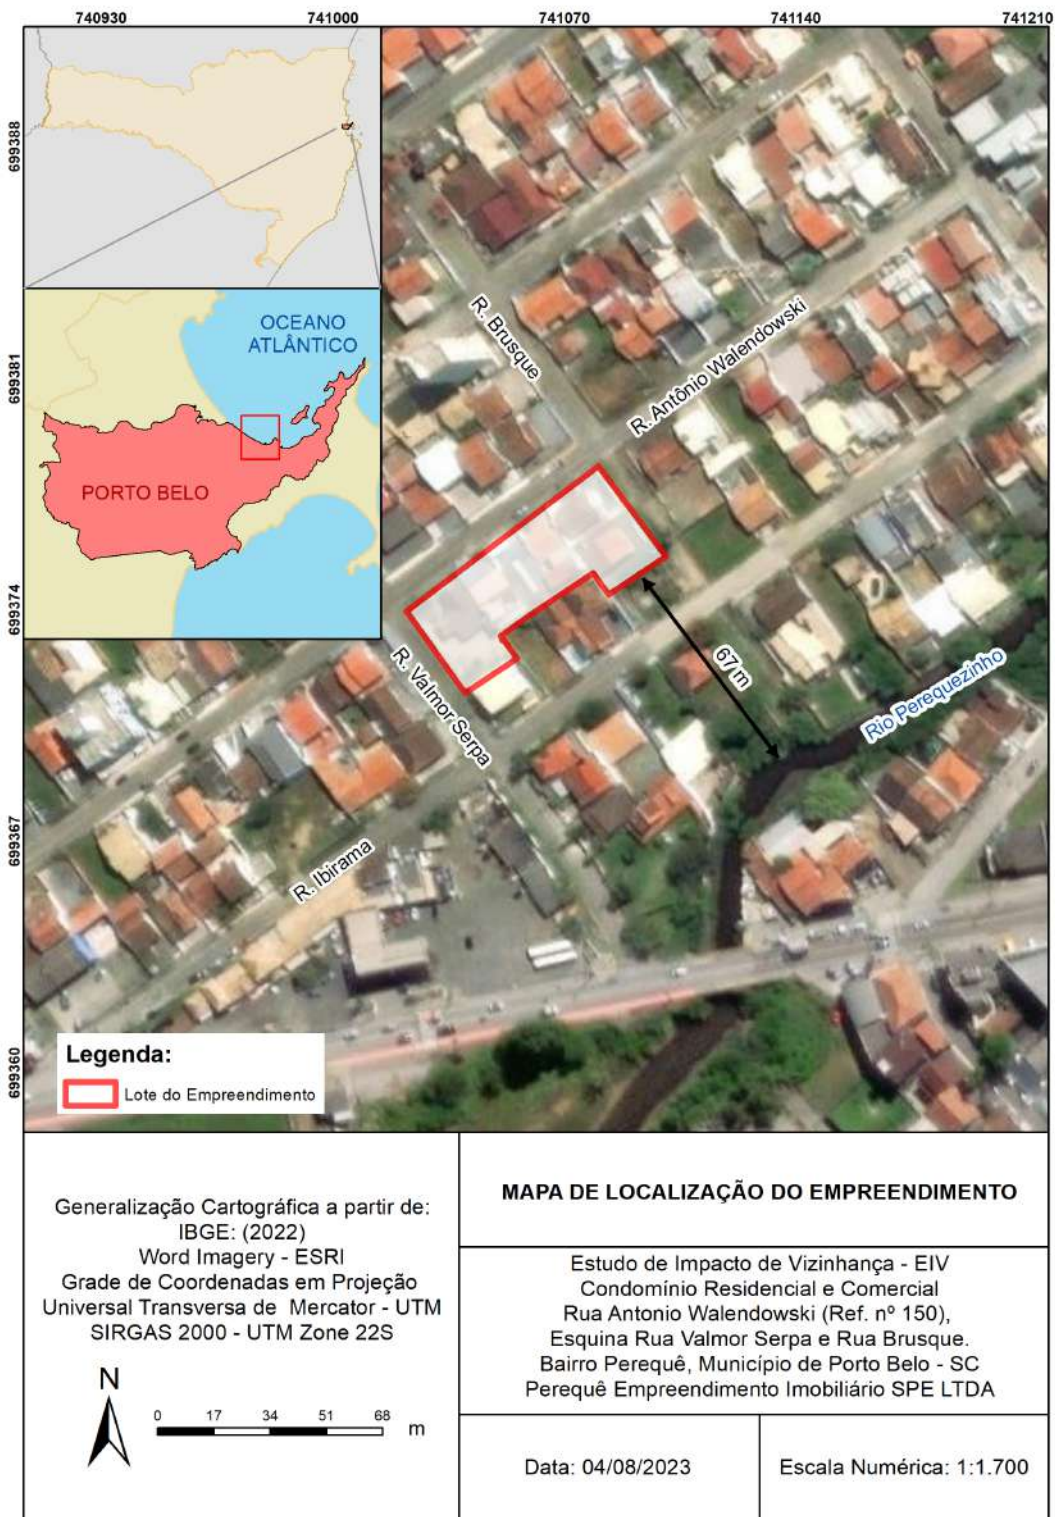 740930
741000
741070
741140
741210
699388
699381
699374
699367
699360
OCEANO
ATLÂNTICO
PORTO BELO
R. Brusque
R. Antônio Walendowski
R. Valmor Serpa
67 m
Rio Perequezinho
R. Ibirama
Legenda:
Lote do Empreendimento
Generalização Cartográfica a partir de:
IBGE: (2022)
Word Imagery - ESRI
Grade de Coordenadas em Projeção
Universal Transversa de Mercator - UTM
SIRGAS 2000 - UTM Zone 22S
N
0 17 34 51 68 m
MAPA DE LOCALIZAÇÃO DO EMPREENDIMENTO
Estudo de Impacto de Vizinhança - EIV
Condomínio Residencial e Comercial
Rua Antonio Walendowski (Ref. nº 150),
Esquina Rua Valmor Serpa e Rua Brusque.
Bairro Perequê, Município de Porto Belo - SC
Perequê Empreendimento Imobiliário SPE LTDA
Data: 04/08/2023
Escala Numérica: 1:1.700